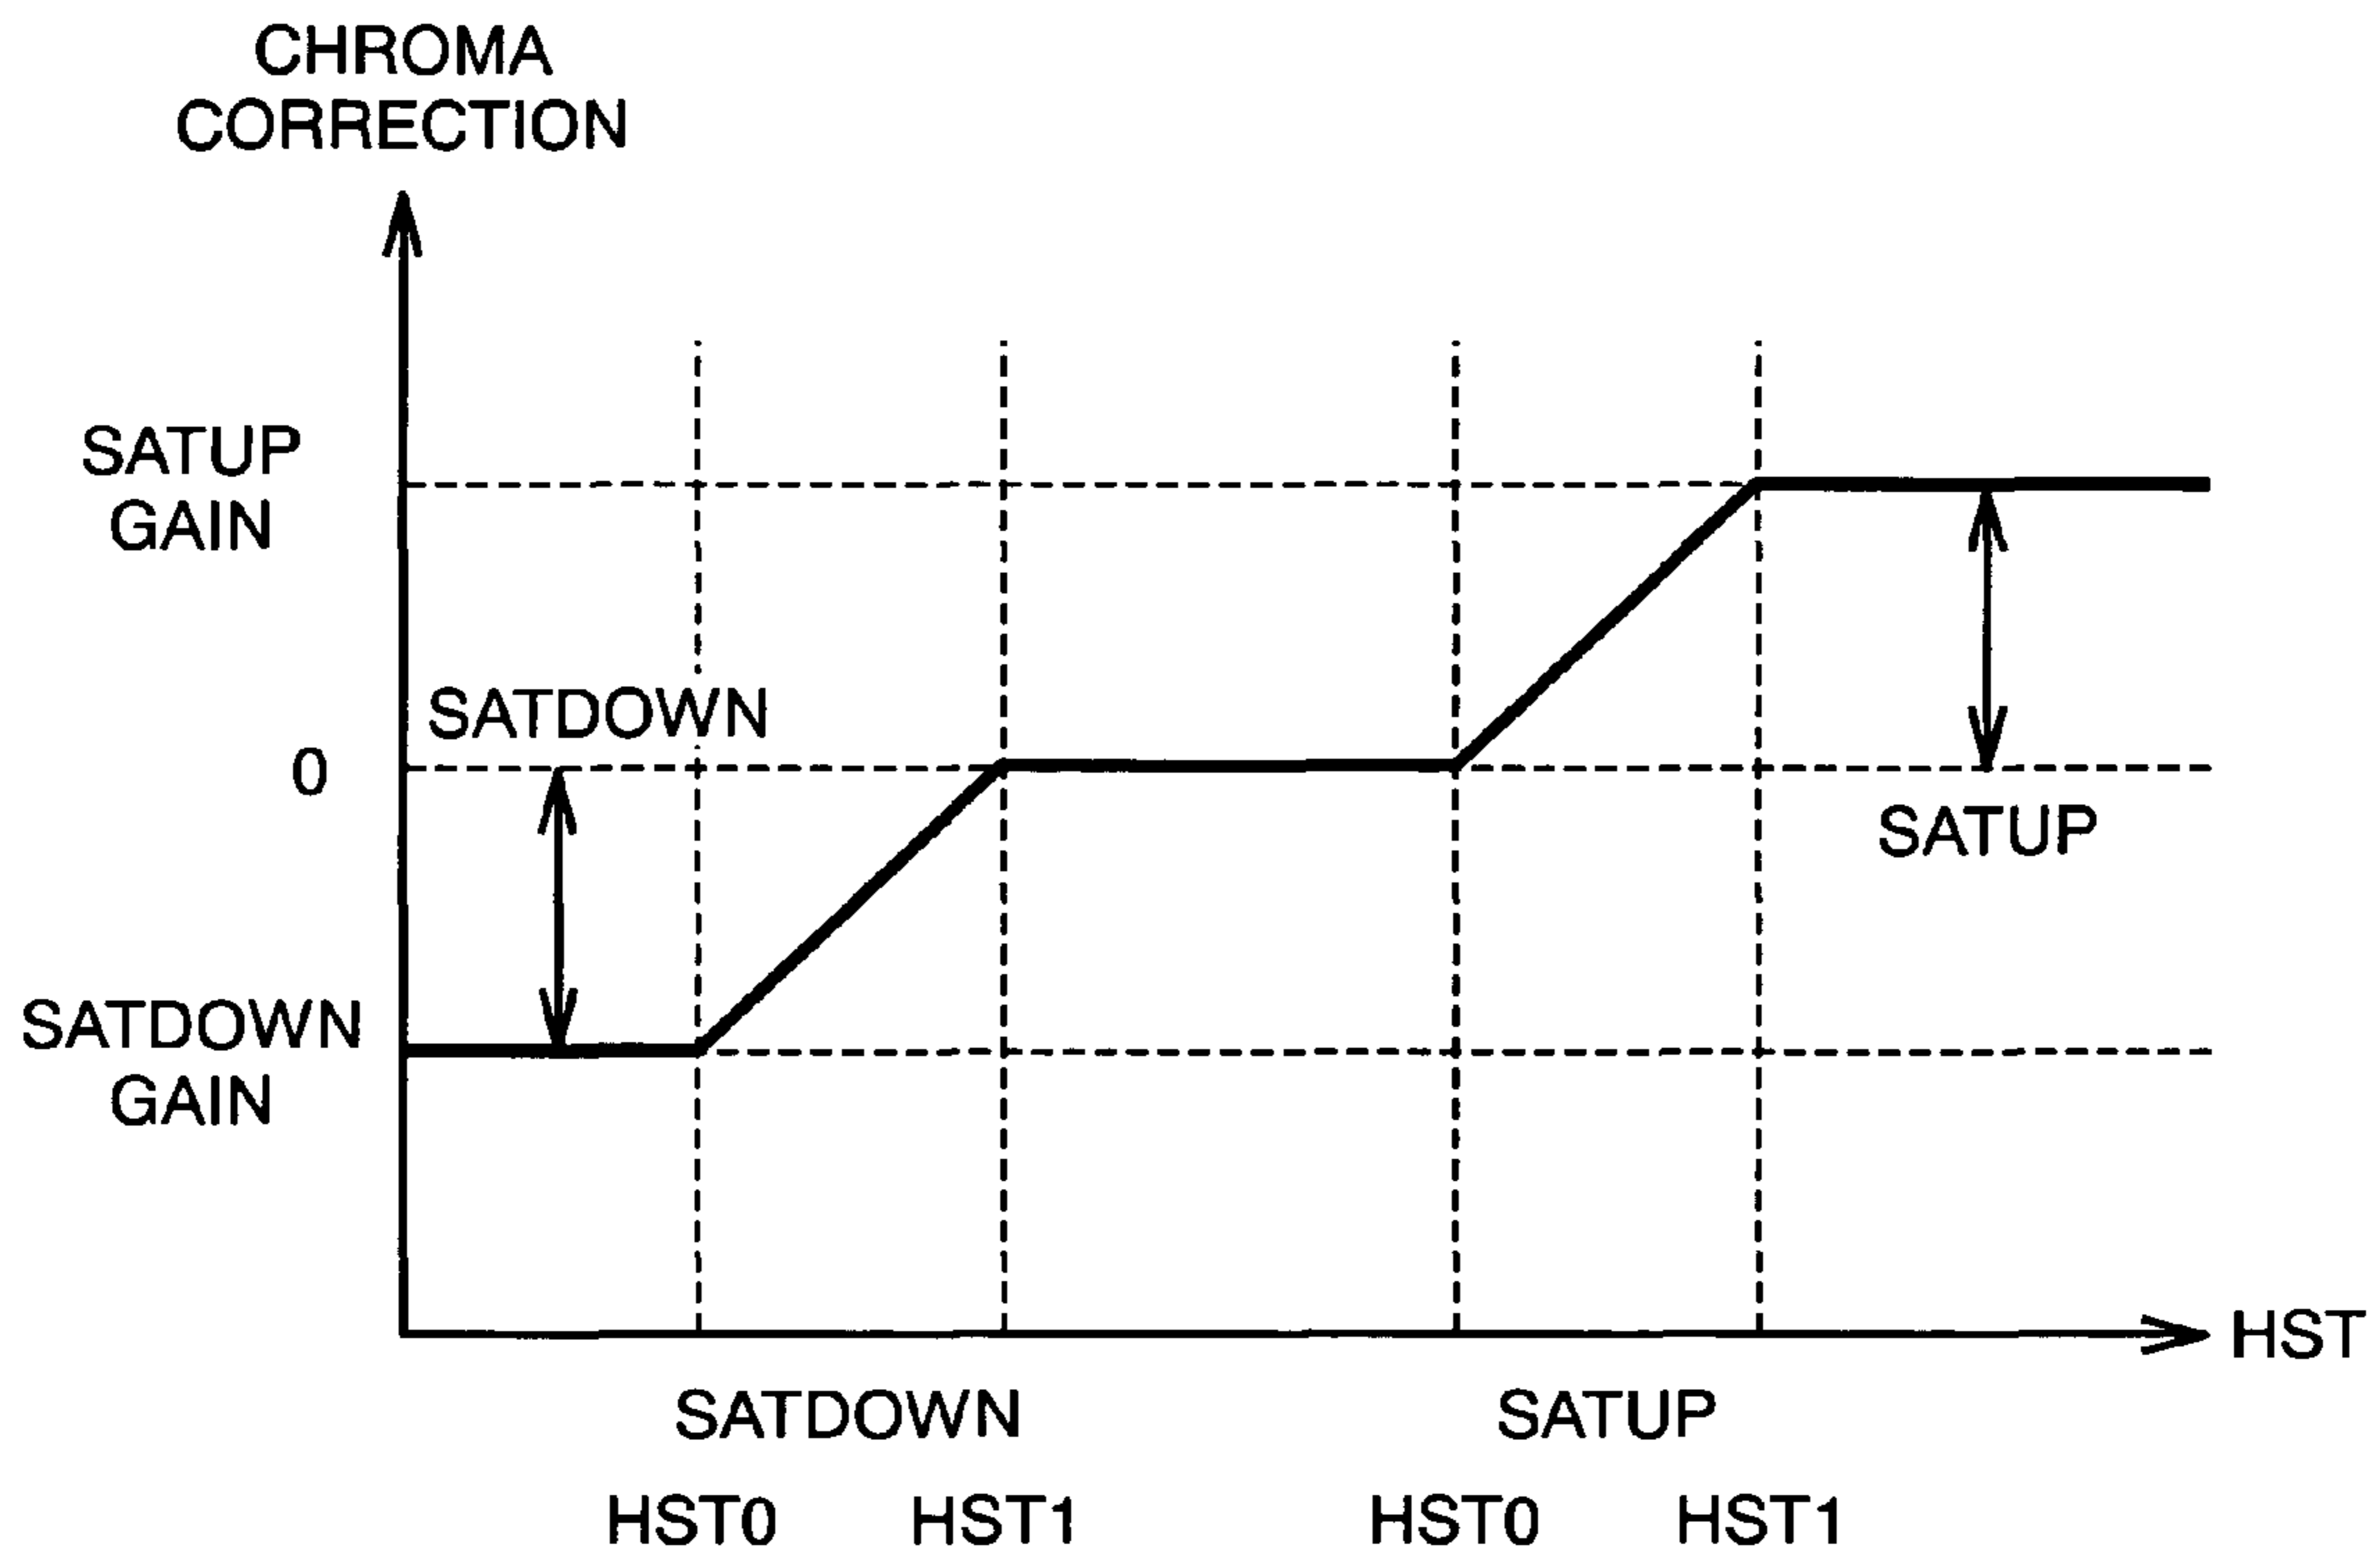 CHROMA
CORRECTION
SATUP
GAIN
SATDOWN
0
SATUP
SATDOWN
GAIN
HST
SATDOWN SATUP
HST0 HST1 HST0 HST1